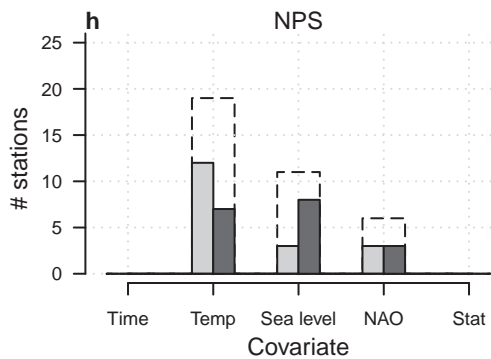 h
NPS
25
20
15
10
5
0
# stations
Time Temp Sea level NAO Stat
Covariate